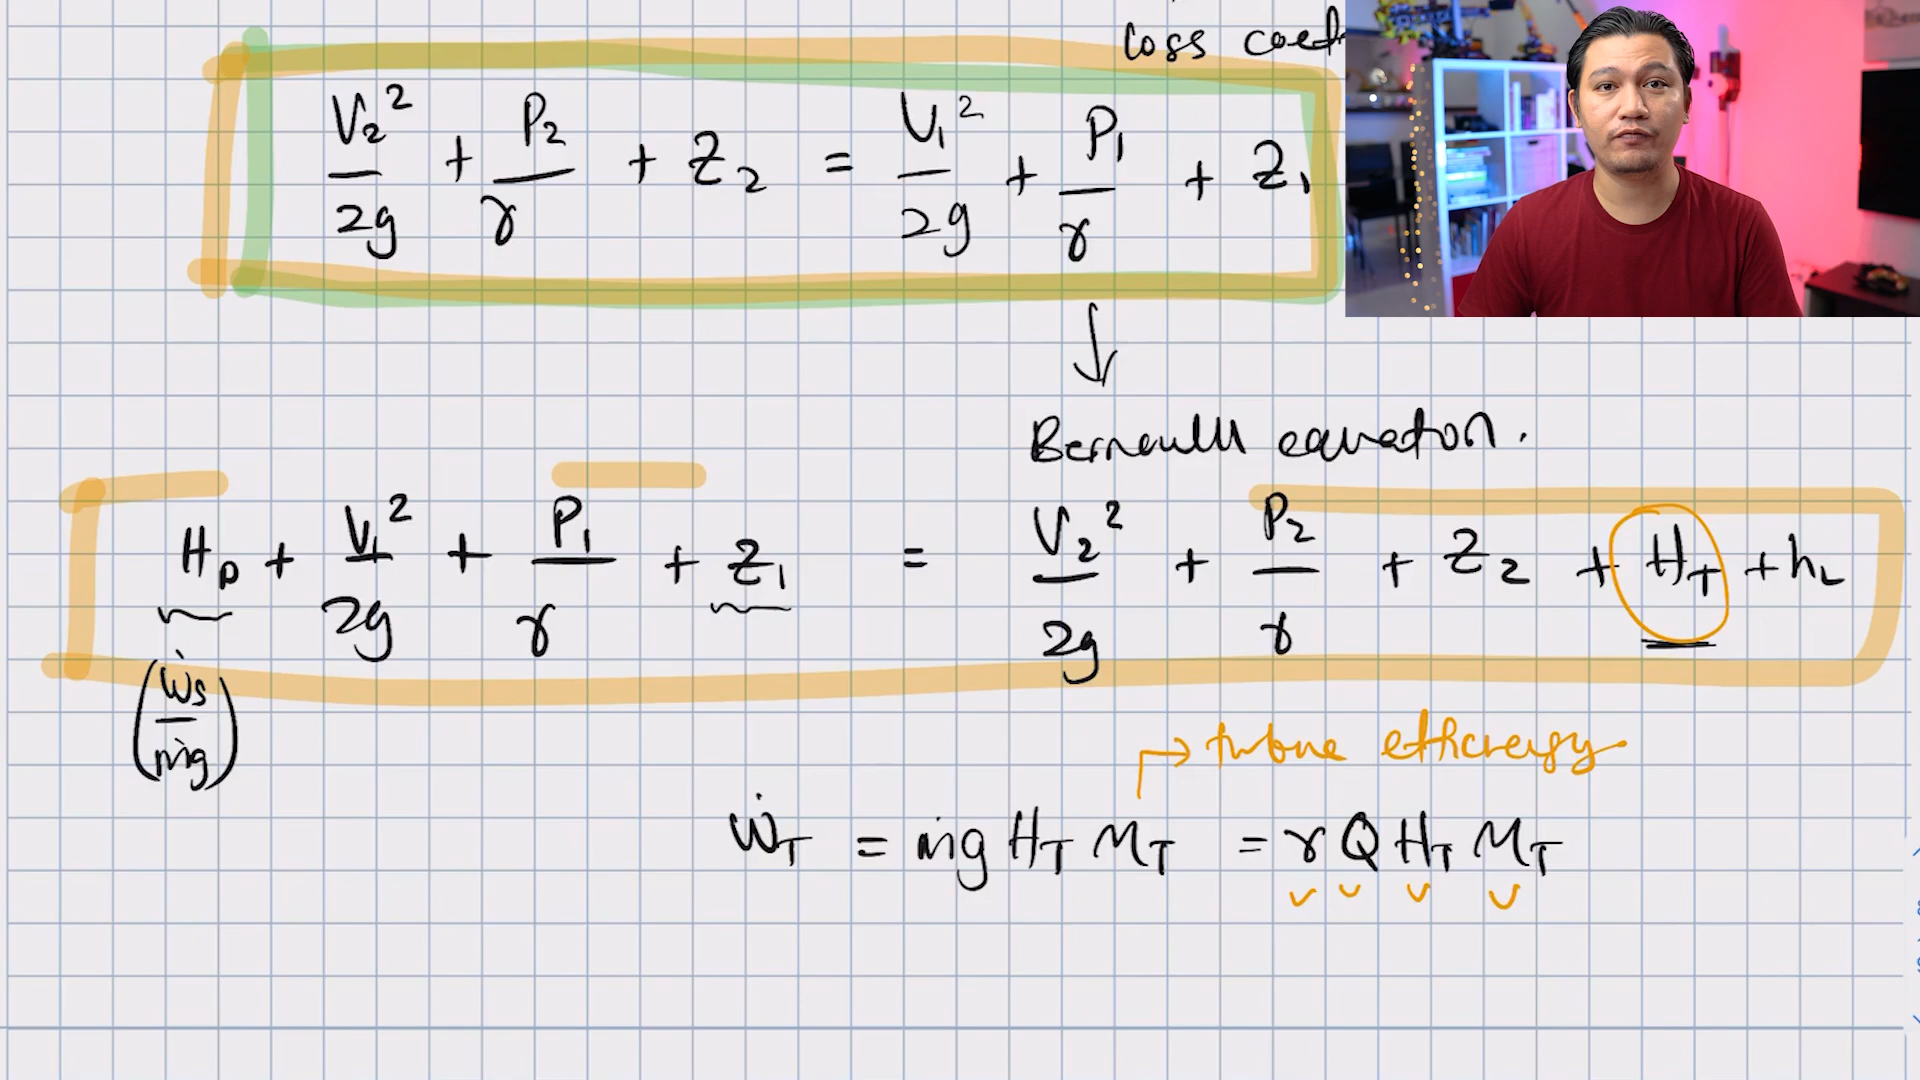 loss coef
V₂²/2g + P₂/γ + Z₂ = V₁²/2g + P₁/γ + Z₁
↓
Bernoulli equation.
H_P + V₁²/2g + P₁/γ + Z₁ = V₂²/2g + P₂/γ + Z₂ + H_T + h_L
(Ẇs/ṁg)
→ turbine efficiency
Ẇ_T = ṁg H_T η_T = γ Q H_T η_T